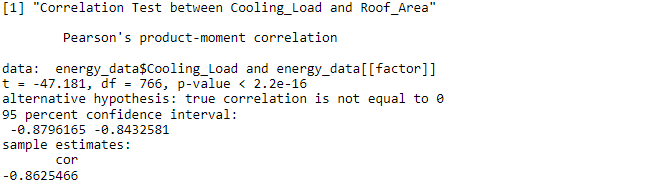 [1] "Correlation Test between Cooling_Load and Roof_Area"
Pearson's product-moment correlation
data:  energy_data$Cooling_Load and energy_data[[factor]]
t = -47.181, df = 766, p-value < 2.2e-16
alternative hypothesis: true correlation is not equal to 0
95 percent confidence interval:
-0.8796165 -0.8432581
sample estimates:
cor
-0.8625466